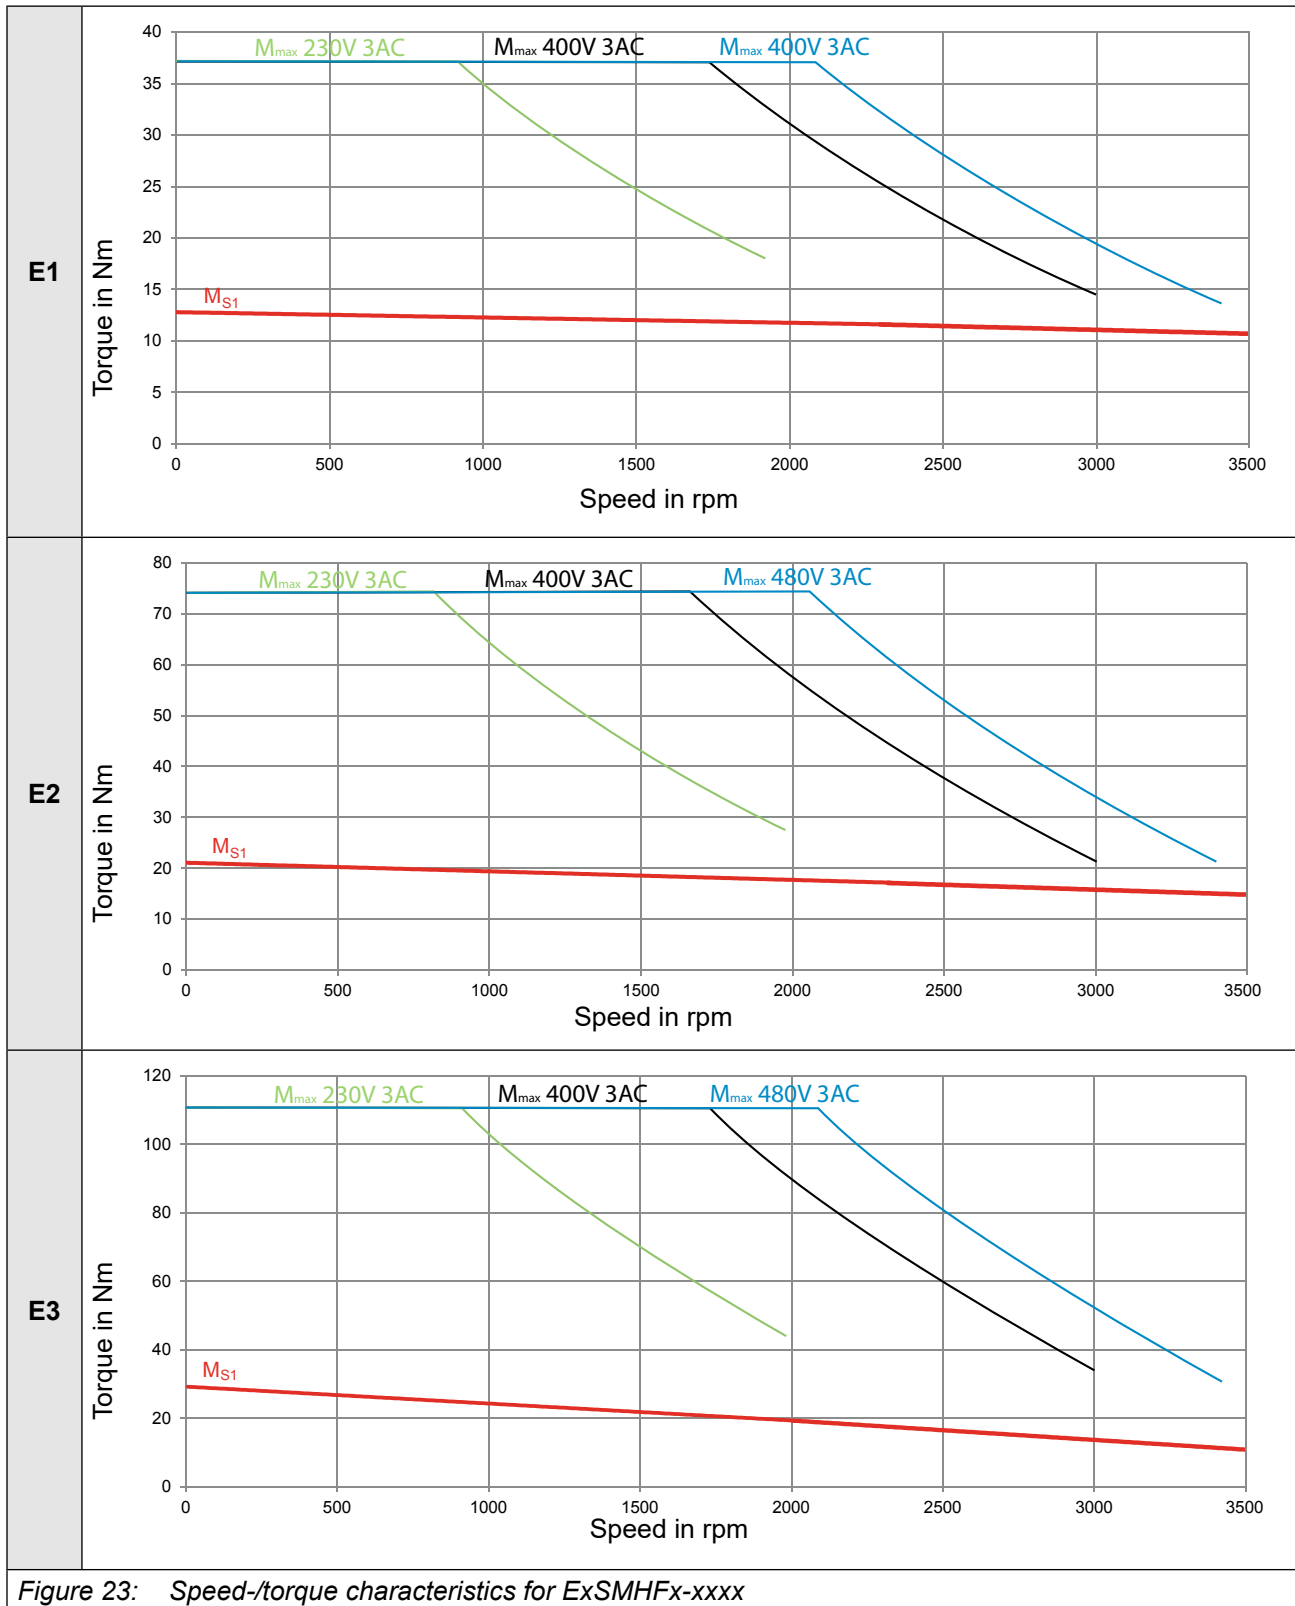 E1
Torque in Nm
40
35
30
25
20
15
10
5
0
Mmax 230V 3AC
Mmax 400V 3AC
Mmax 400V 3AC
MS1
0 500 1000 1500 2000 2500 3000 3500
Speed in rpm
E2
Torque in Nm
80
70
60
50
40
30
20
10
0
Mmax 230V 3AC
Mmax 400V 3AC
Mmax 480V 3AC
MS1
0 500 1000 1500 2000 2500 3000 3500
Speed in rpm
E3
Torque in Nm
120
100
80
60
40
20
0
Mmax 230V 3AC
Mmax 400V 3AC
Mmax 480V 3AC
MS1
0 500 1000 1500 2000 2500 3000 3500
Speed in rpm
Figure 23: Speed-/torque characteristics for ExSMHFx-xxxx